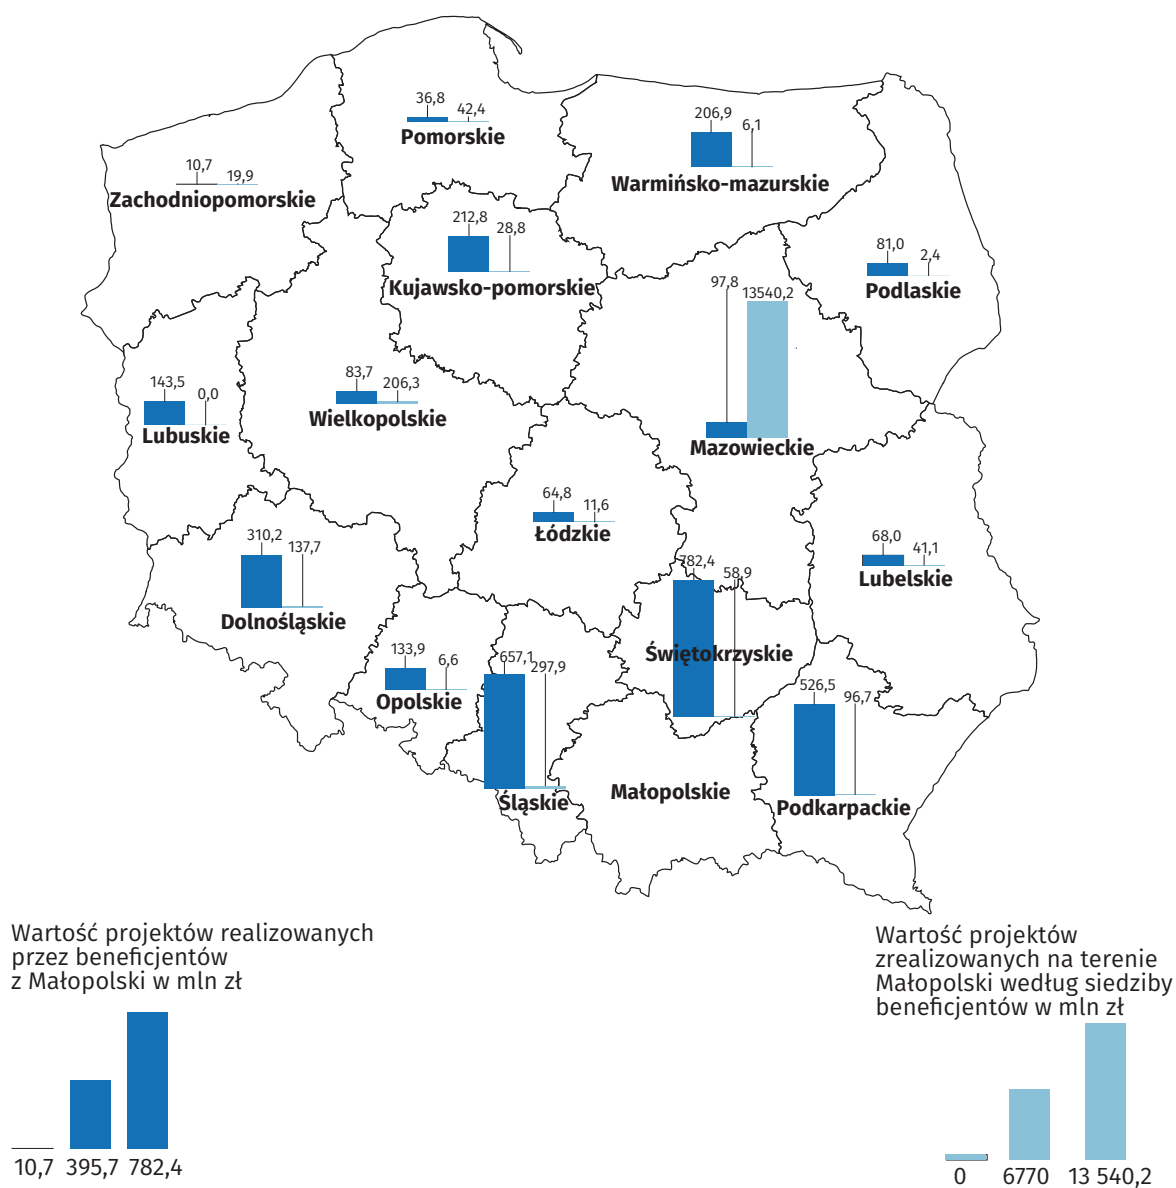 36,8 42,4
Pomorskie
206,9 6,1
Warmińsko-mazurskie
10,7 19,9
Zachodniopomorskie
212,8 28,8
Kujawsko-pomorskie
81,0 2,4
Podlaskie
97,8 13540,2
Mazowieckie
143,5 0,0
Lubuskie
83,7 206,3
Wielkopolskie
64,8 11,6
Łódzkie
310,2 137,7
Dolnośląskie
68,0 41,1
Lubelskie
782,4 58,9
Świętokrzyskie
133,9 6,6
Opolskie
657,1 297,9
Śląskie
Małopolskie
526,5 96,7
Podkarpackie
Wartość projektów realizowanych
przez beneficjentów
z Małopolski w mln zł
10,7 395,7 782,4
Wartość projektów
zrealizowanych na terenie
Małopolski według siedziby
beneficjentów w mln zł
0 6770 13 540,2